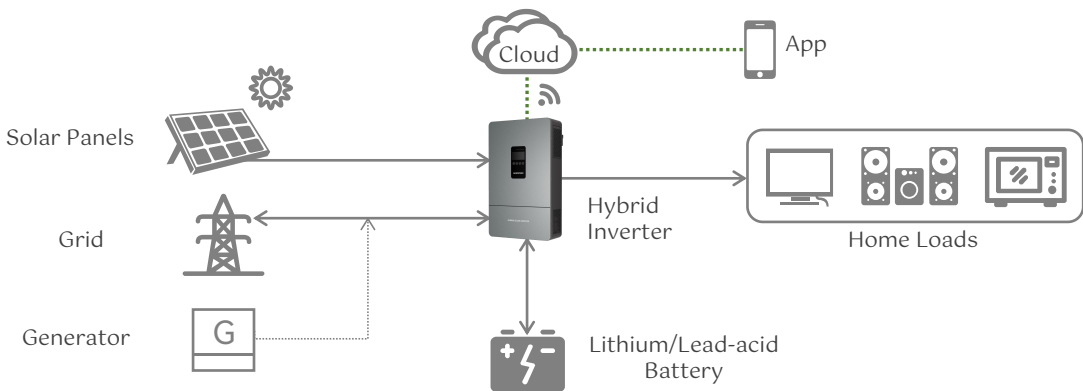 Cloud
App
Solar Panels
Hybrid
Inverter
Grid
Home Loads
Generator
G
Lithium/Lead-acid
Battery